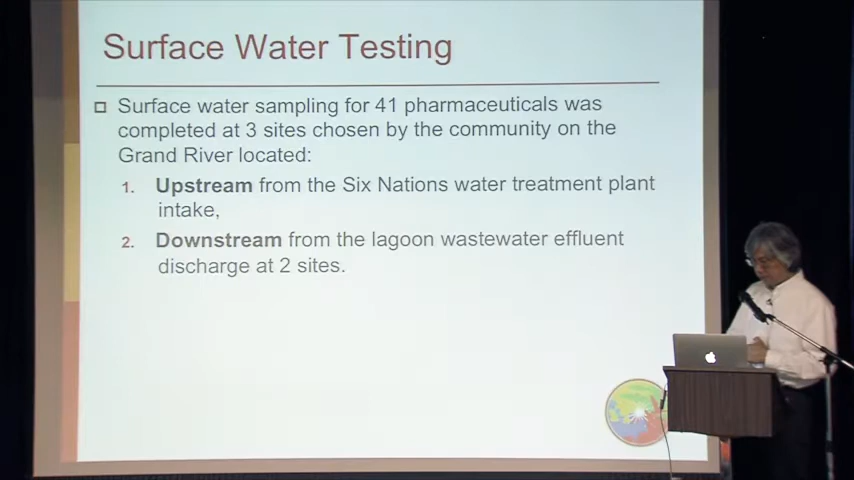 Surface Water Testing
Surface water sampling for 41 pharmaceuticals was
completed at 3 sites chosen by the community on the
Grand River located:
1. Upstream from the Six Nations water treatment plant
intake,
2. Downstream from the lagoon wastewater effluent
discharge at 2 sites.